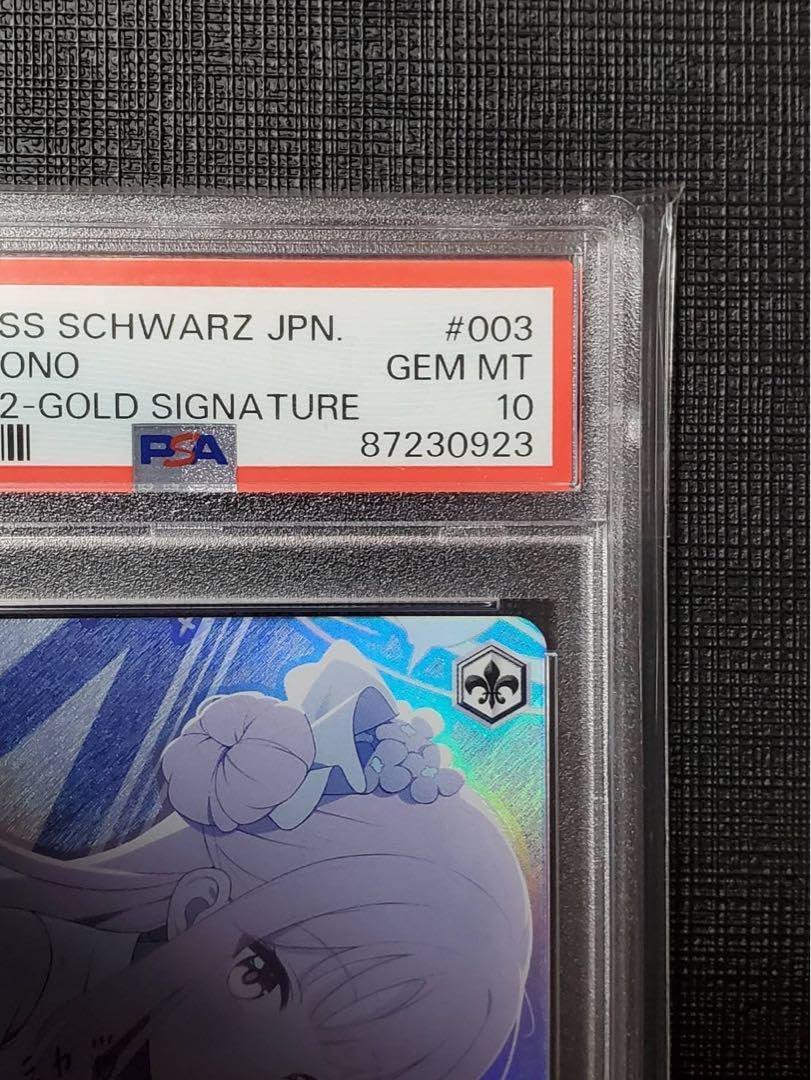 SS SCHWARZ JPN. #003
ONO GEM MT
2-GOLD SIGNATURE 10
PSA 87230923